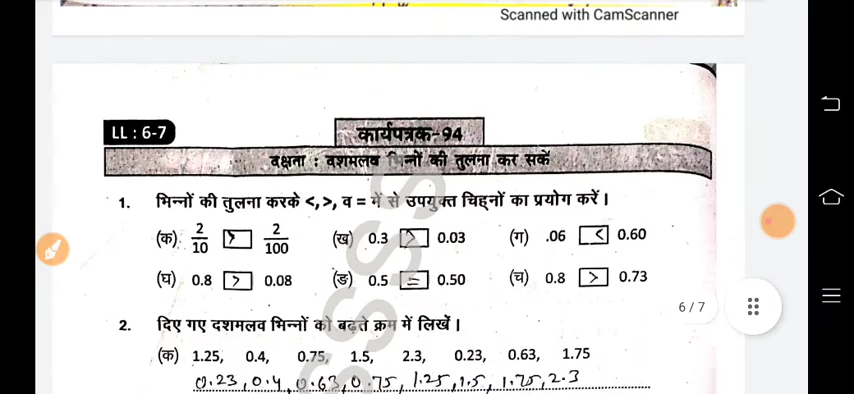 Scanned with CamScanner
LL : 6-7
कार्यपत्रक-94
दक्षता : दशमलव भिन्नों की तुलना कर सकें
1. भिन्नों की तुलना करके <, >, व = में से उपयुक्त चिह्नों का प्रयोग करें।
(क) 2/10 > 2/100 (ख) 0.3 > 0.03 (ग) .06 < 0.60
(घ) 0.8 > 0.08 (ङ) 0.5 = 0.50 (च) 0.8 > 0.73
6 / 7
2. दिए गए दशमलव भिन्नों को बढ़ते क्रम में लिखें।
(क) 1.25, 0.4, 0.75, 1.5, 2.3, 0.23, 0.63, 1.75
0.23, 0.4, 0.63, 0.75, 1.25, 1.5, 1.75, 2.3